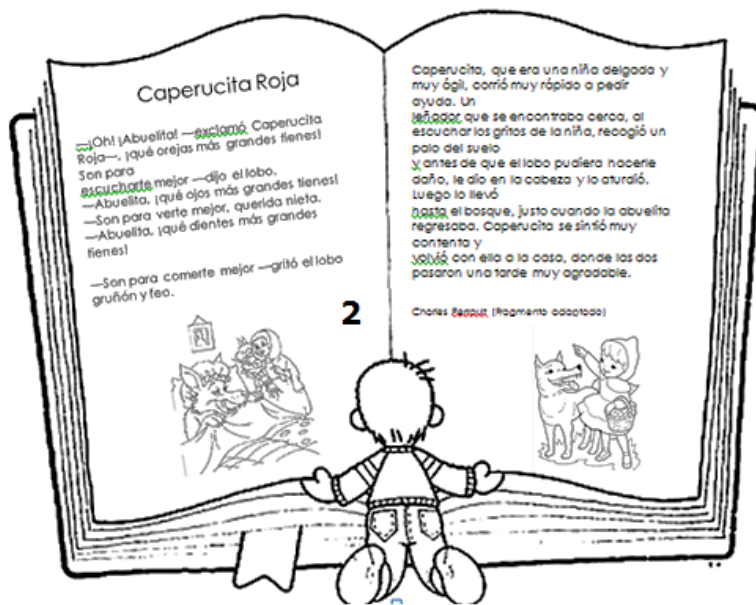 Caperucita Roja
—¡Oh! ¡Abuelita! —exclamó Caperucita
Roja—, ¡qué orejas más grandes tienes!
Son para
escucharte mejor —dijo el lobo.
—Abuelita, ¡qué ojos más grandes tienes!
—Son para verte mejor, querida nieta.
—Abuelita, ¡qué dientes más grandes
tienes!
—Son para comerte mejor —gritó el lobo
gruñón y feo.
Caperucita, que era una niña delgada y
muy ágil, corrió muy rápido a pedir
ayuda. Un
leñador que se encontraba cerca, al
escuchar los gritos de la niña, recogió un
palo del suelo
y antes de que el lobo pudiera hacerle
daño, le dio en la cabeza y lo aturdió.
Luego lo llevó
hasta el bosque, justo cuando la abuelita
regresaba. Caperucita se sintió muy
contenta y
volvió con ella a la casa, donde las dos
pasaron una tarde muy agradable.
Charles Perraut (fragmento adaptado)
2